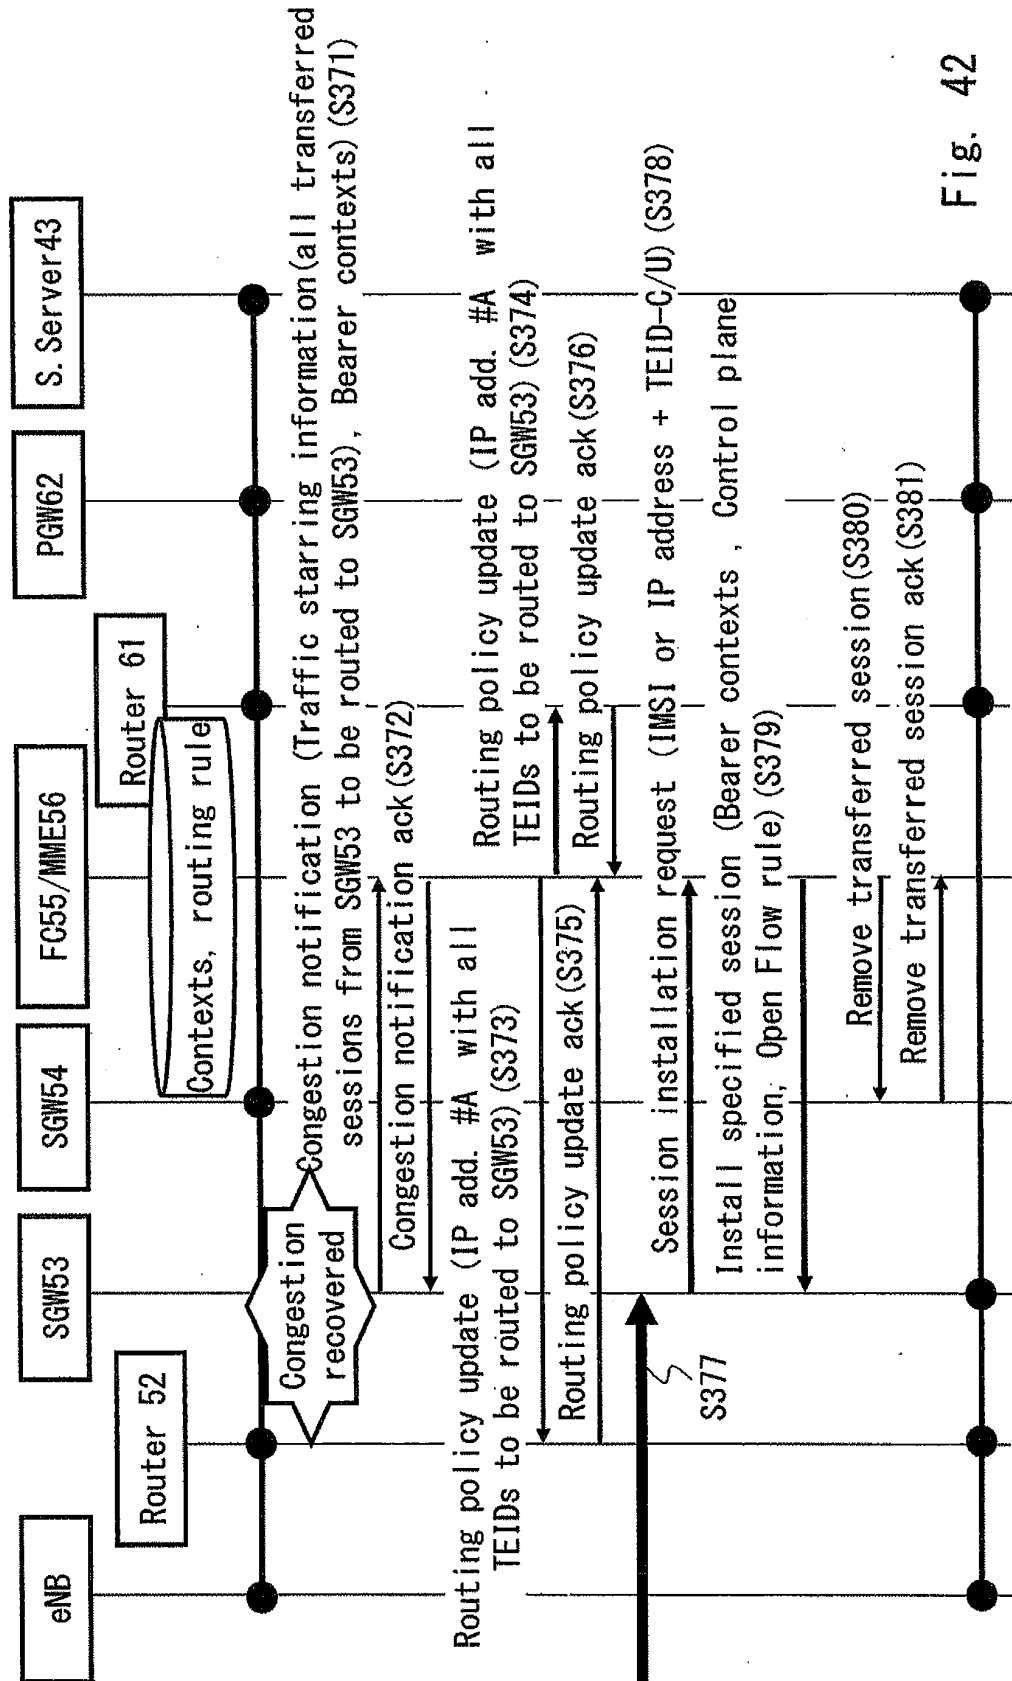 eNB
Router 52
SGW53
SGW54
FC55/MME56
Router 61
PGW62
S. Server43
Contexts, routing rule
Congestion
recovered
Congest notification (Traffic starring information(all transferred
sessions from SGW53 to be routed to SGW53), Bearer contexts)(S371)
Congestion notification ack(S372)
Routing policy update (IP add. #A with all
TEIDs to be routed to SGW53)(S373)
Routing policy update (IP add. #A with all
TEIDs to be routed to SGW53)(S374)
Routing policy update ack(S375)
Routing policy update ack(S376)
S377
Session installation request (IMSI or IP address + TEID-C/U)(S378)
Install specified session (Bearer contexts , Control plane
information, Open Flow rule)(S379)
Remove transferred session(S380)
Remove transferred session ack(S381)
Fig. 42